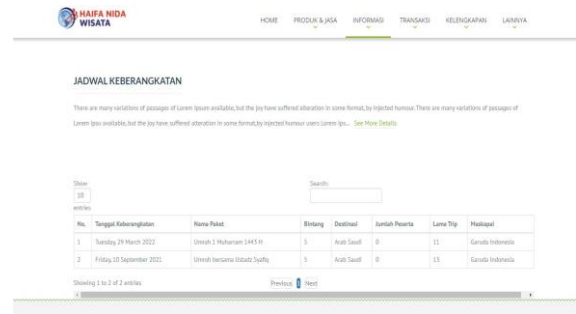 HAIFA NIDA
WISATA
HOME PRODUK & JASA INFORMASI TRANSAKSI KELENGKAPAN LAINNYA
JADWAL KEBERANGKATAN
There are many variations of passages of Lorem Ipsum available, but the joy have suffered alteration in some format, by injected humour. There are many variations of passages of
Lorem Ipsu available, but the joy have suffered alteration in some format, by injected humour users Lorem Ips... See More Details
Show
10
entries
Search:
No. Tanggal Keberangkatan Nama Paket Bintang Destinasi Jumlah Peserta Lama Trip Maskapai
1 Tuesday, 29 March 2022 Umroh 1 Muharram 1443 H 5 Arab Saudi 0 11 Garuda Indonesia
2 Friday, 10 September 2021 Umroh bersama Ustadz Syafiq 5 Arab Saudi 0 13 Garuda Indonesia
Showing 1 to 2 of 2 entries
Previous 1 Next